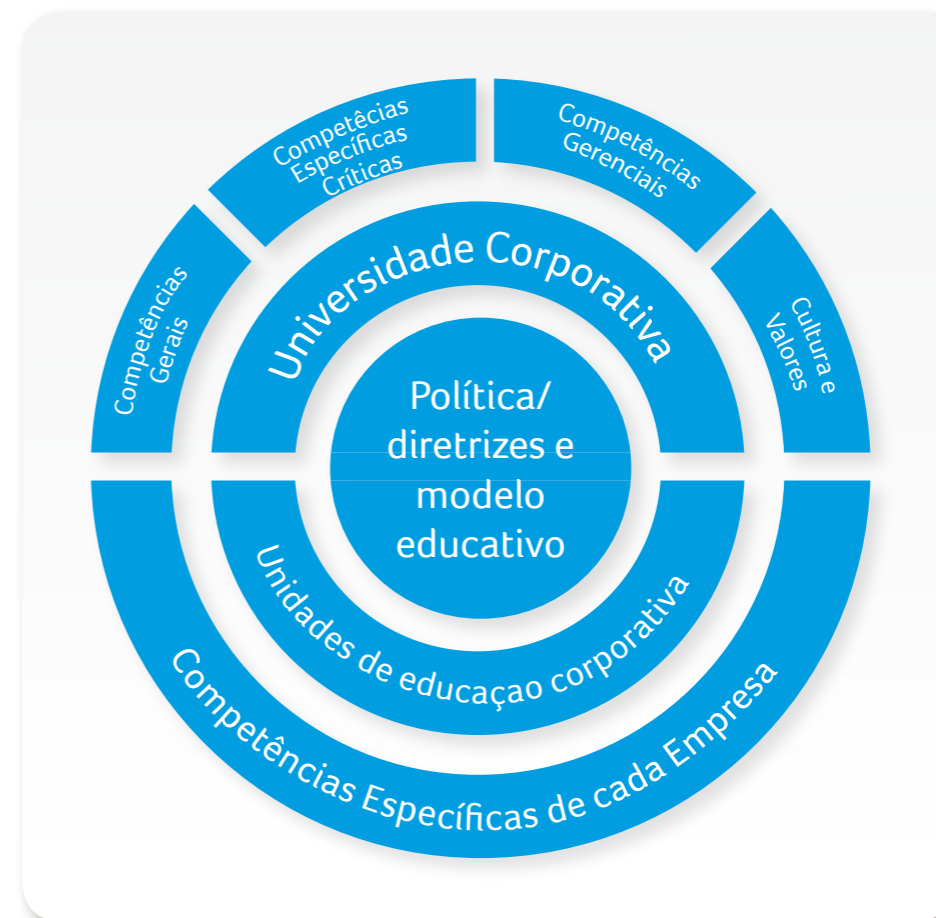 Competêcias
Específicas
Críticas
Competências
Gerenciais
Competências
Gerais
Cultura e
Valores
Universidade Corporativa
Política/
diretrizes e
modelo
educativo
Unidades de educaçao corporativa
Competências Específicas de cada Empresa